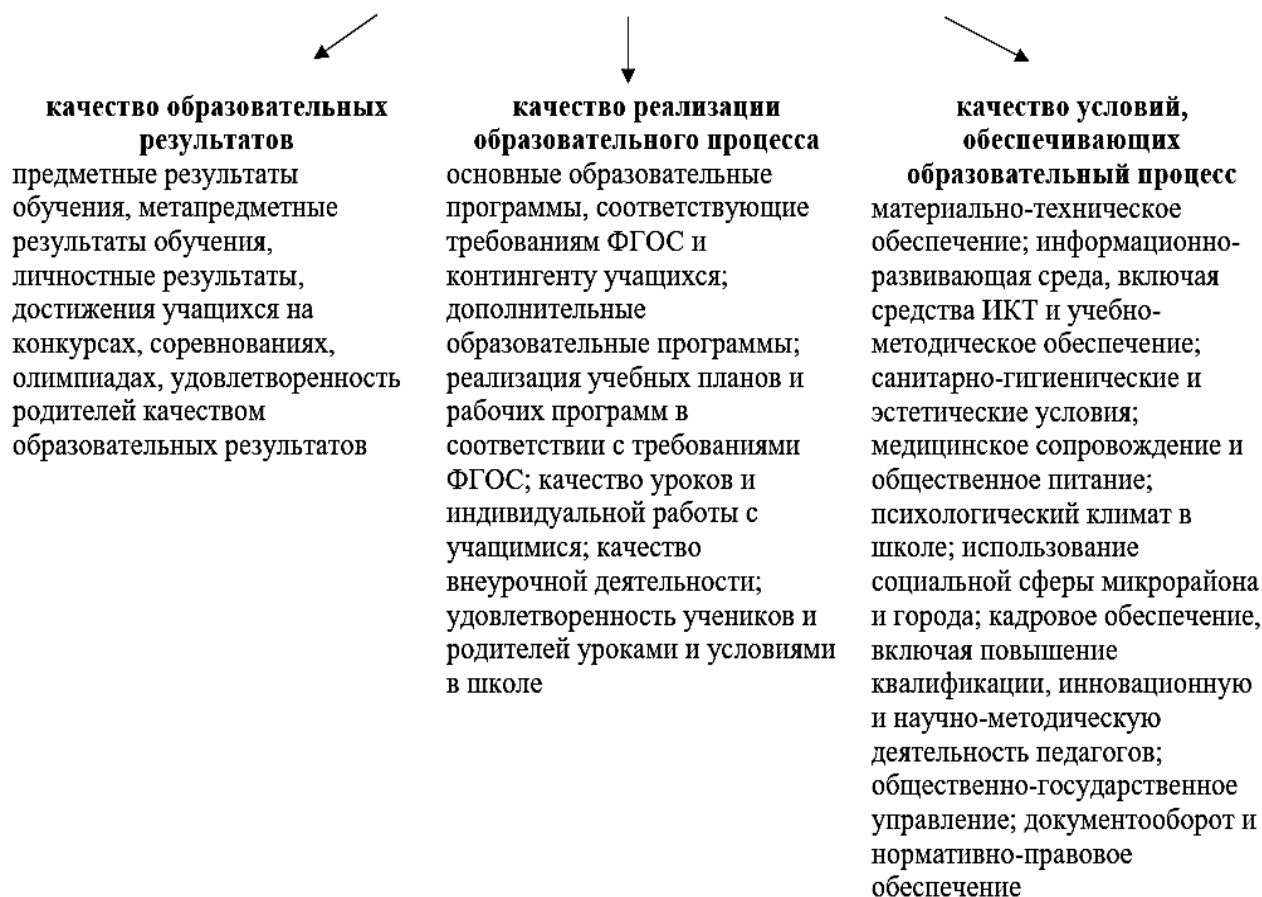 качество образовательных
результатов
предметные результаты
обучения, метапредметные
результаты обучения,
личностные результаты,
достижения учащихся на
конкурсах, соревнованиях,
олимпиадах, удовлетворенность
родителей качеством
образовательных результатов
качество реализации
образовательного процесса
основные образовательные
программы, соответствующие
требованиям ФГОС и
контингенту учащихся;
дополнительные
образовательные программы;
реализация учебных планов и
рабочих программ в
соответствии с требованиями
ФГОС; качество уроков и
индивидуальной работы с
учащимися; качество
внеурочной деятельности;
удовлетворенность учеников и
родителей уроками и условиями
в школе
качество условий,
обеспечивающих
образовательный процесс
материально-техническое
обеспечение; информационно-
развивающая среда, включая
средства ИКТ и учебно-
методическое обеспечение;
санитарно-гигиенические и
эстетические условия;
медицинское сопровождение и
общественное питание;
психологический климат в
школе; использование
социальной сферы микрорайона
и города; кадровое обеспечение,
включая повышение
квалификации, инновационную
и научно-методическую
деятельность педагогов;
общественно-государственное
управление; документооборот и
нормативно-правовое
обеспечение